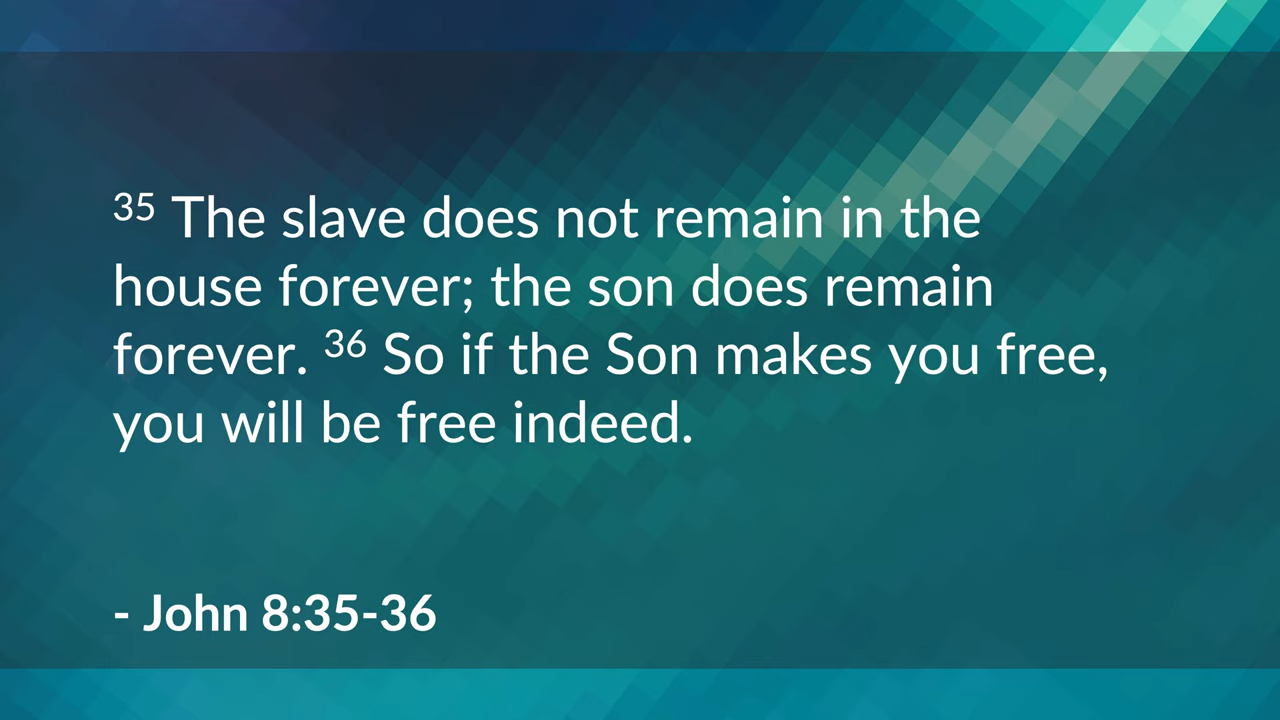 35 The slave does not remain in the
house forever; the son does remain
forever. 36 So if the Son makes you free,
you will be free indeed.
- John 8:35-36